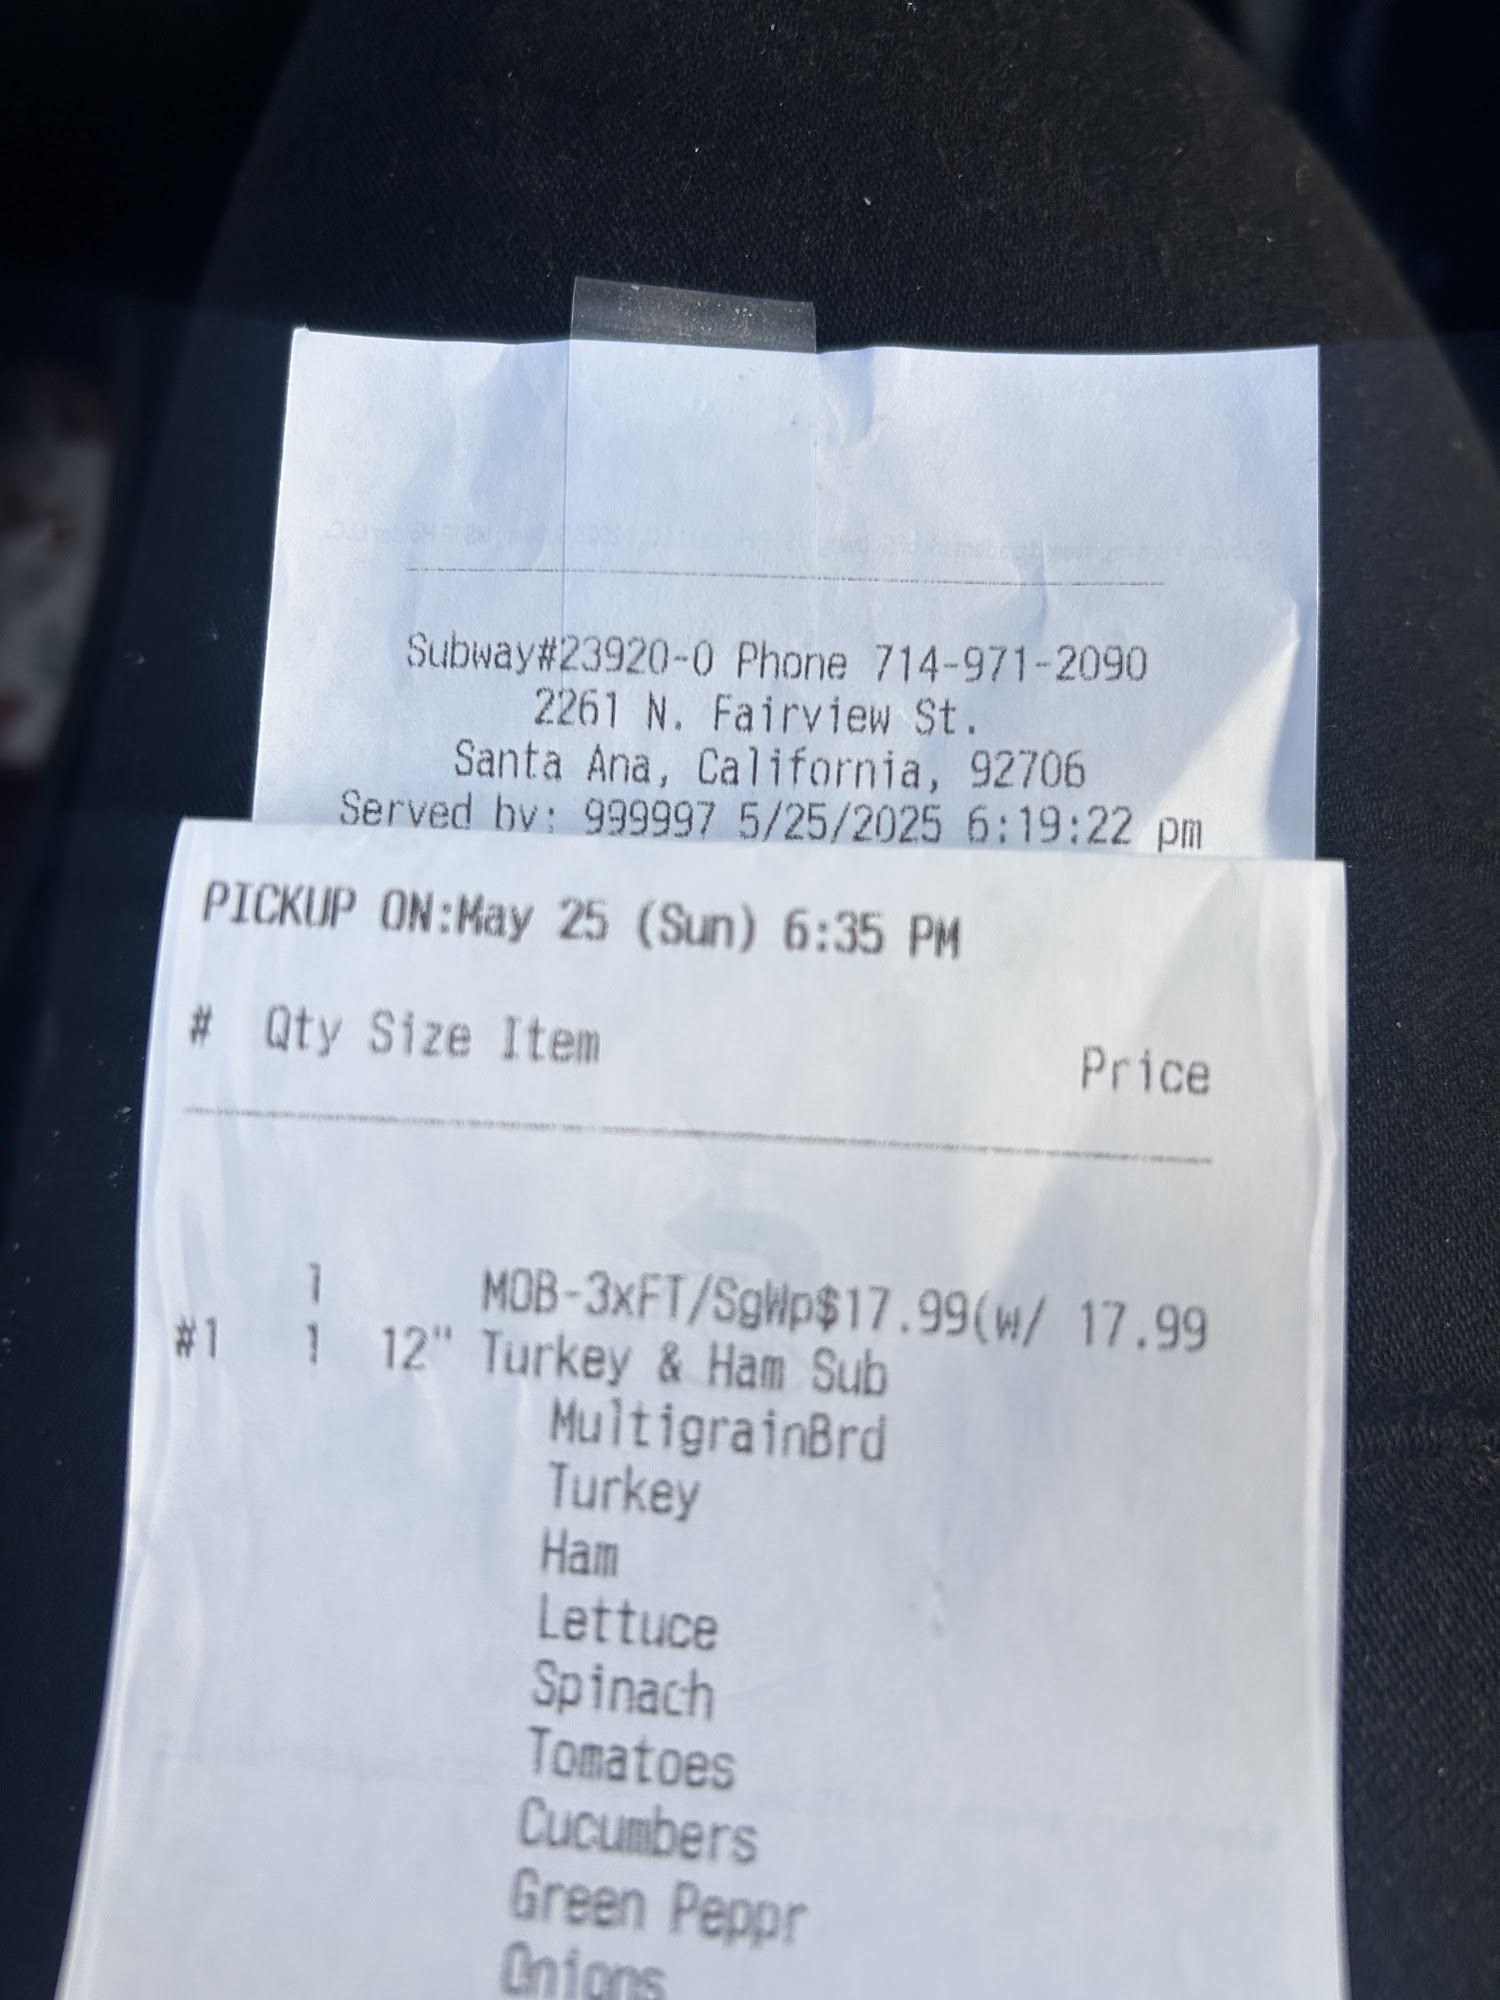 Subway#23920-0 Phone 714-971-2090
2261 N. Fairview St.
Santa Ana, California, 92706
Served by: 999997 5/25/2025 6:19:22 pm
PICKUP ON:May 25 (Sun) 6:35 PM
# Qty Size Item Price
1 MOB-3xFT/SgWp$17.99(w/ 17.99
#1 1 12" Turkey & Ham Sub
MultigrainBrd
Turkey
Ham
Lettuce
Spinach
Tomatoes
Cucumbers
Green Peppr
Onions